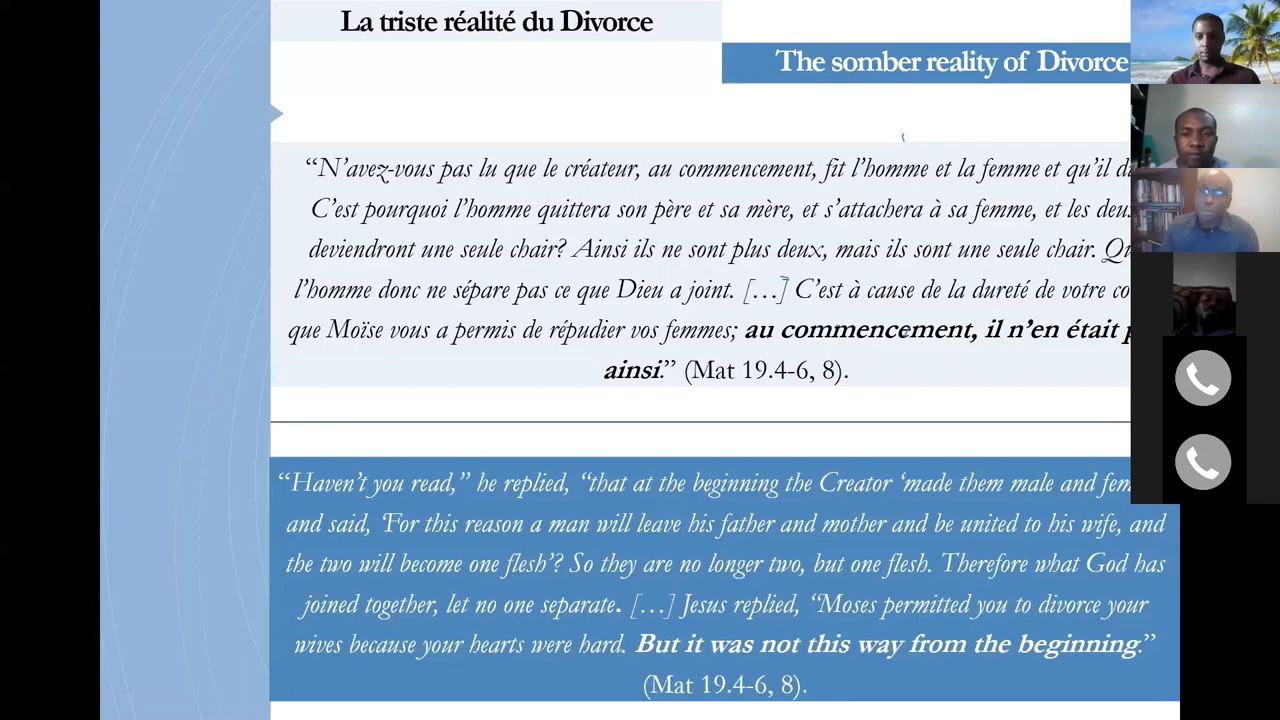 La triste réalité du Divorce
The somber reality of Divorce
“N’avez-vous pas lu que le créateur, au commencement, fit l’homme et la femme et qu’il
C’est pourquoi l’homme quittera son père et sa mère, et s’attachera à sa femme, et les
deviendront une seule chair? Ainsi ils ne sont plus deux, mais ils sont une seule chair.
l’homme donc ne sépare pas ce que Dieu a joint. […] C’est à cause de la dureté de votre
que Moïse vous a permis de répudier vos femmes; au commencement, il n’en était
ainsi.” (Mat 19.4-6, 8).
“Haven’t you read,” he replied, “that at the beginning the Creator ‘made them male and
and said, ‘For this reason a man will leave his father and mother and be united to his wife, and
the two will become one flesh’? So they are no longer two, but one flesh. Therefore what God has
joined together, let no one separate. […] Jesus replied, “Moses permitted you to divorce your
wives because your hearts were hard. But it was not this way from the beginning.”
(Mat 19.4-6, 8).